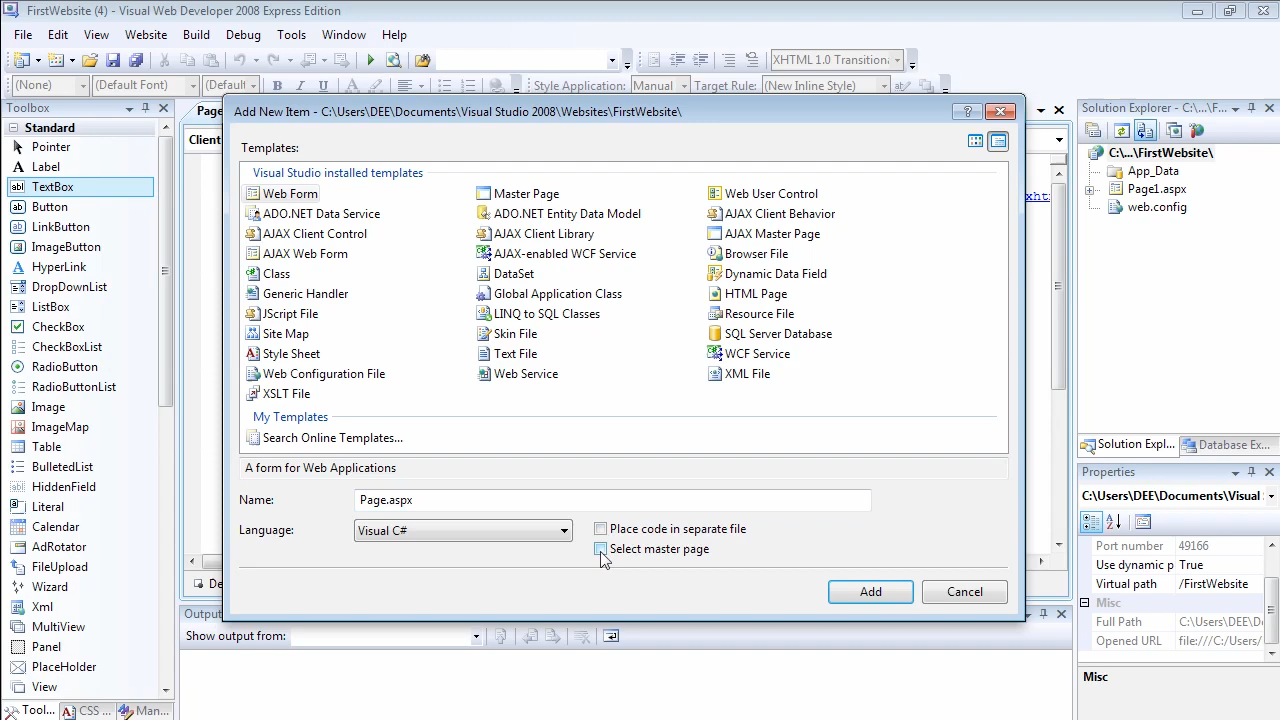 FirstWebsite (4) - Visual Web Developer 2008 Express Edition
File Edit View Website Build Debug Tools Window Help
XHTML 1.0 Transition
(None) (Default Font) (Default B I U A Style Application: Manual Target Rule: (New Inline Style)
Toolbox
Standard
Pointer
Label
TextBox
Button
LinkButton
ImageButton
HyperLink
DropDownList
ListBox
CheckBox
CheckBoxList
RadioButton
RadioButtonList
Image
ImageMap
Table
BulletedList
HiddenField
Literal
Calendar
AdRotator
FileUpload
Wizard
Xml
MultiView
Panel
PlaceHolder
View
Tool... CSS ... Man...
Page
Client
xhti
De
Add New Item - C:\Users\DEE\Documents\Visual Studio 2008\Websites\FirstWebsite\
Templates:
Visual Studio installed templates
Web Form Master Page Web User Control
ADO.NET Data Service ADO.NET Entity Data Model AJAX Client Behavior
AJAX Client Control AJAX Client Library AJAX Master Page
AJAX Web Form AJAX-enabled WCF Service Browser File
Class DataSet Dynamic Data Field
Generic Handler Global Application Class HTML Page
JScript File LINQ to SQL Classes Resource File
Site Map Skin File SQL Server Database
Style Sheet Text File WCF Service
Web Configuration File Web Service XML File
XSLT File
My Templates
Search Online Templates...
A form for Web Applications
Name: Page.aspx
Language: Visual C# Place code in separate file
Select master page
Add Cancel
Output
Show output from:
Solution Explorer - C:\...\F...
C:\...\FirstWebsite\
App_Data
Page1.aspx
web.config
Solution Expl... Database Ex...
Properties
C:\Users\DEE\Documents\Visual
Port number 49166
Use dynamic p True
Virtual path /FirstWebsite
Misc
Full Path C:\Users\DEE\D
Opened URL file:///C:/Users/
Misc